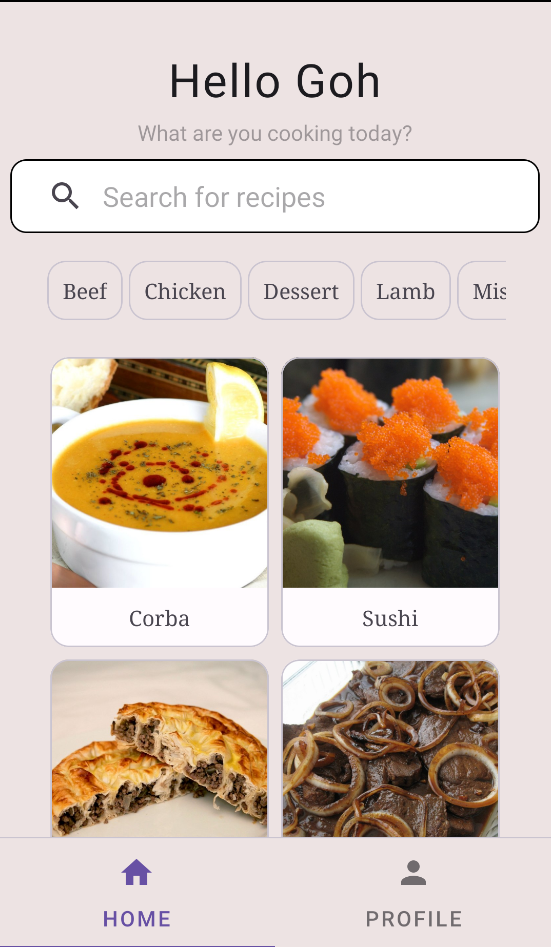 Hello Goh
What are you cooking today?
Search for recipes
Beef Chicken Dessert Lamb Mis
Corba Sushi
HOME PROFILE